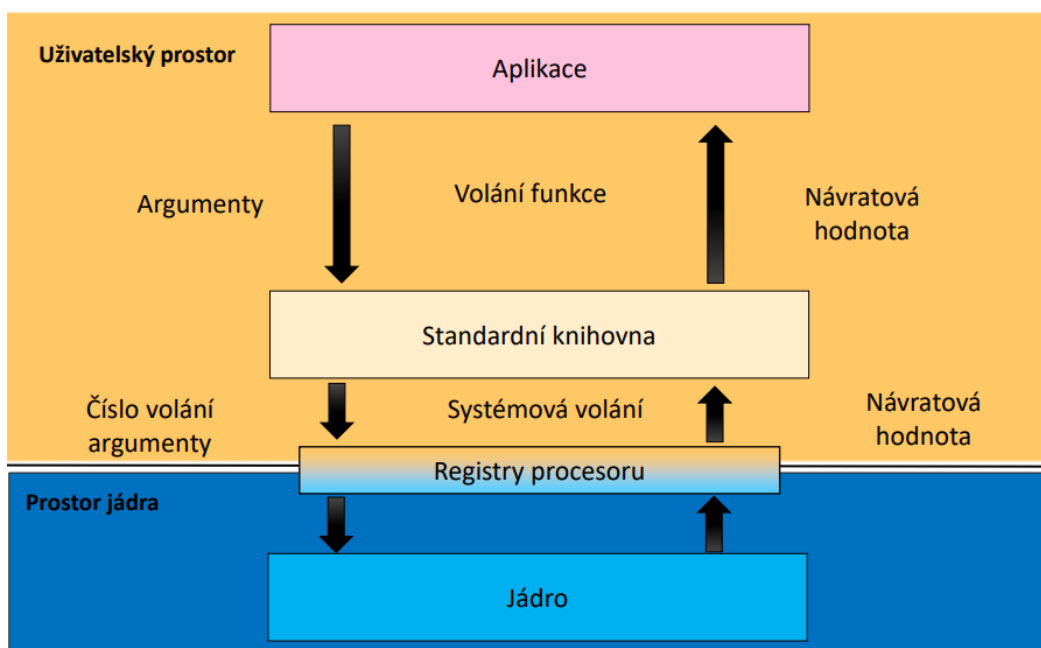 Uživatelský prostor
Aplikace
Argumenty
Volání funkce
Návratová
hodnota
Standardní knihovna
Číslo volání
argumenty
Systémová volání
Návratová
hodnota
Registry procesoru
Prostor jádra
Jádro